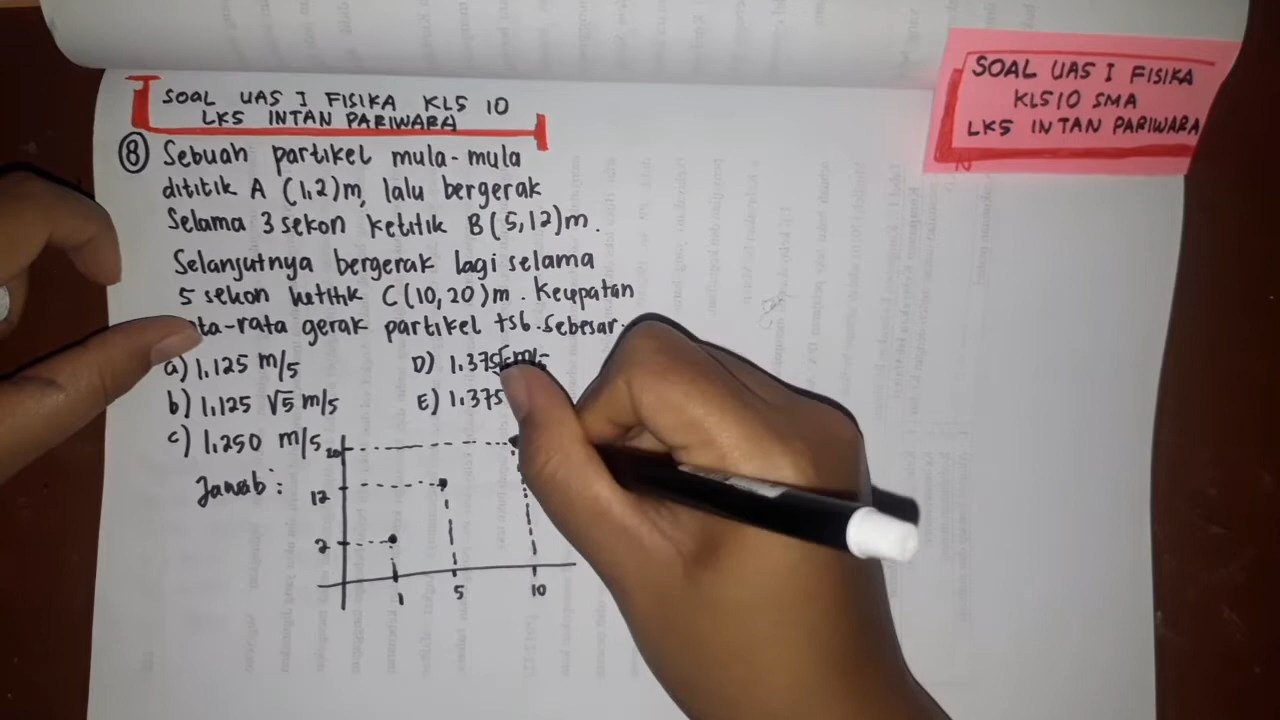 SOAL UAS I FISIKA KLS 10
LKS INTAN PARIWARA
SOAL UAS I FISIKA
KLS 10 SMA
LKS INTAN PARIWARA
8 Sebuah partikel mula-mula
dititik A (1,2)m, lalu bergerak
Selama 3 sekon ketitik B(5,12)m.
Selanjutnya bergerak lagi selama
5 sekon ketitik C(10,20)m. Kecepatan
gerak partikel tsb. Sebesar.
a) 1.125 m/s
D) 1.375
b) 1.125 √5 m/s
E) 1.375
c) 1.250 m/s
Jawab :
20
12
2
1 5 10